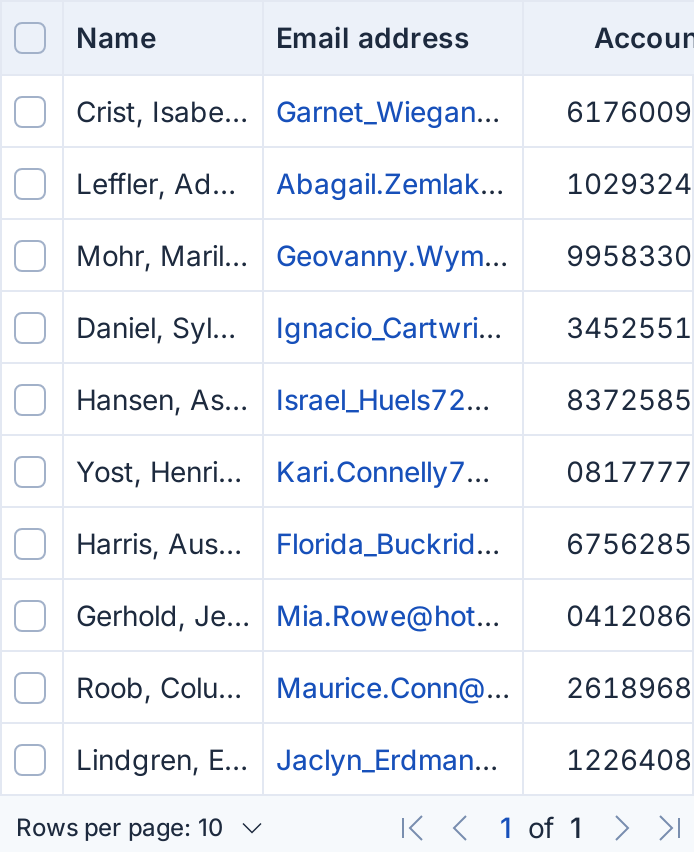 Name Email address Accoun
Crist, Isabe... Garnet_Wiegan... 6176009
Leffler, Ad... Abagail.Zemlak... 1029324
Mohr, Maril... Geovanny.Wym... 9958330
Daniel, Syl... Ignacio_Cartwri... 3452551
Hansen, As... Israel_Huels72... 8372585
Yost, Henri... Kari.Connelly7... 0817777
Harris, Aus... Florida_Buckrid... 6756285
Gerhold, Je... Mia.Rowe@hot... 0412086
Roob, Colu... Maurice.Conn@... 2618968
Lindgren, E... Jaclyn_Erdman... 1226408
Rows per page: 10 1 of 1